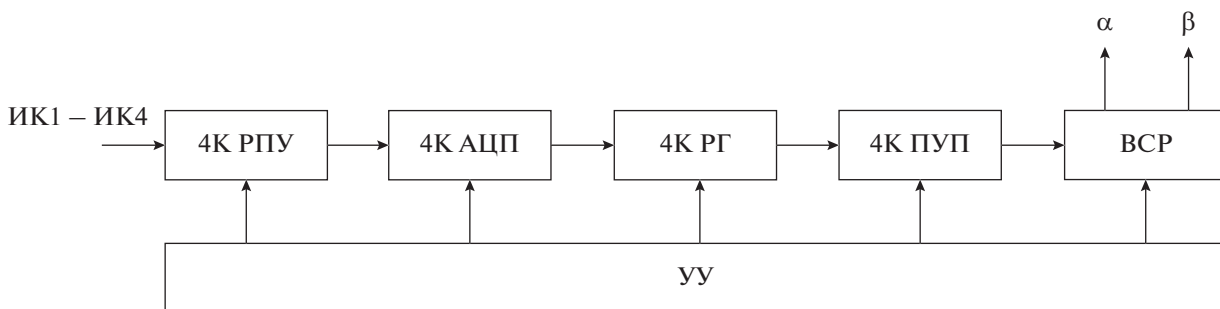 α β
ИК1 – ИК4
4К РПУ 4К АЦП 4К РГ 4К ПУП ВСР
УУ